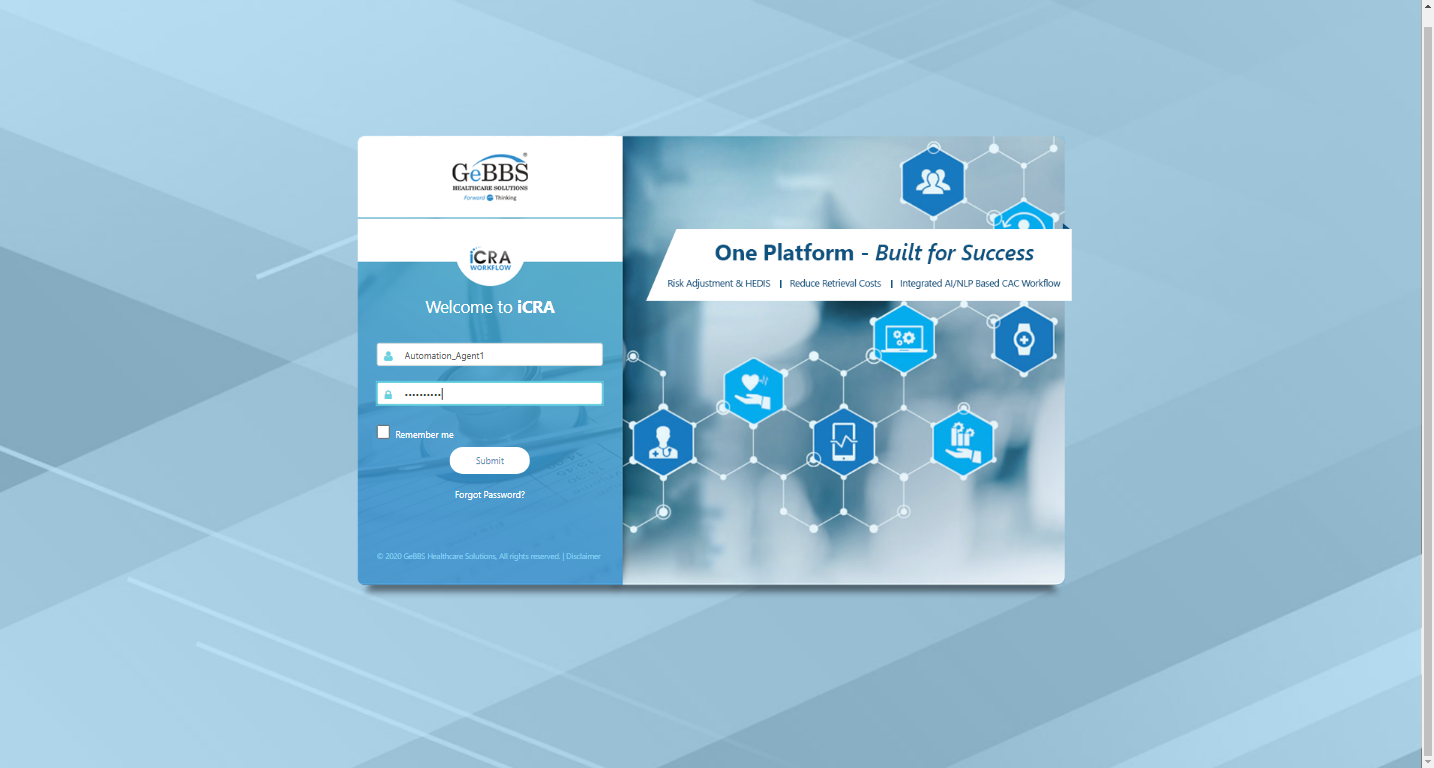 GeBBS®
HEALTHCARE SOLUTIONS
Forward Thinking
iCRA
WORKFLOW
Welcome to iCRA
Automation_Agent1
••••••••••
Remember me
Submit
Forgot Password?
© 2020 GeBBS Healthcare Solutions, All rights reserved. | Disclaimer
One Platform - Built for Success
Risk Adjustment & HEDIS | Reduce Retrieval Costs | Integrated AI/NLP Based CAC Workflow